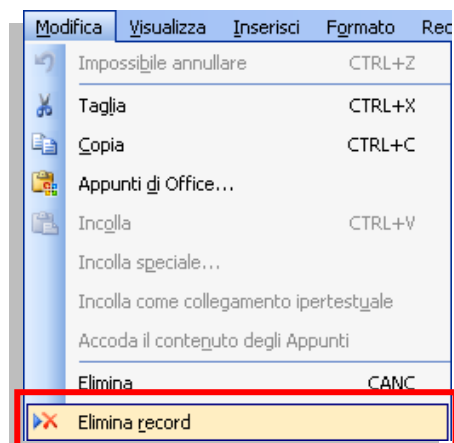 Modifica Visualizza Inserisci Formato Rec
Impossibile annullare CTRL+Z
Taglia CTRL+X
Copia CTRL+C
Appunti di Office...
Incolla CTRL+V
Incolla speciale...
Incolla come collegamento ipertestuale
Accoda il contenuto degli Appunti
Elimina CANC
Elimina record